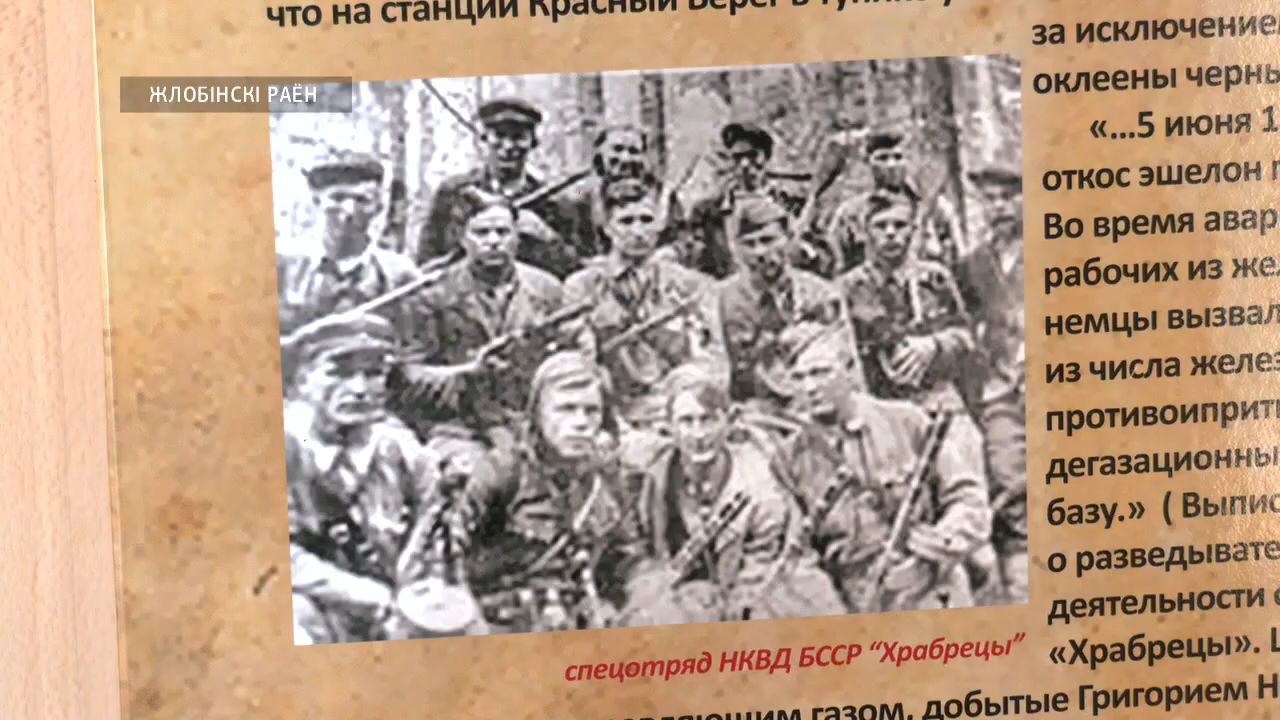 что на станции Красный Берег в тупике
ЖЛОБІНСКІ РАЁН
за исключением
оклеены черны
«...5 июня 1
откос эшелон
Во время авар
рабочих из же
немцы вызвал
из числа желез
противоиприт
дегазационны
базу.» ( Выпис
о разведывате
деятельности
«Храбрецы».
спецотряд НКВД БССР “Храбрецы”
газом, добытые Григорием Н